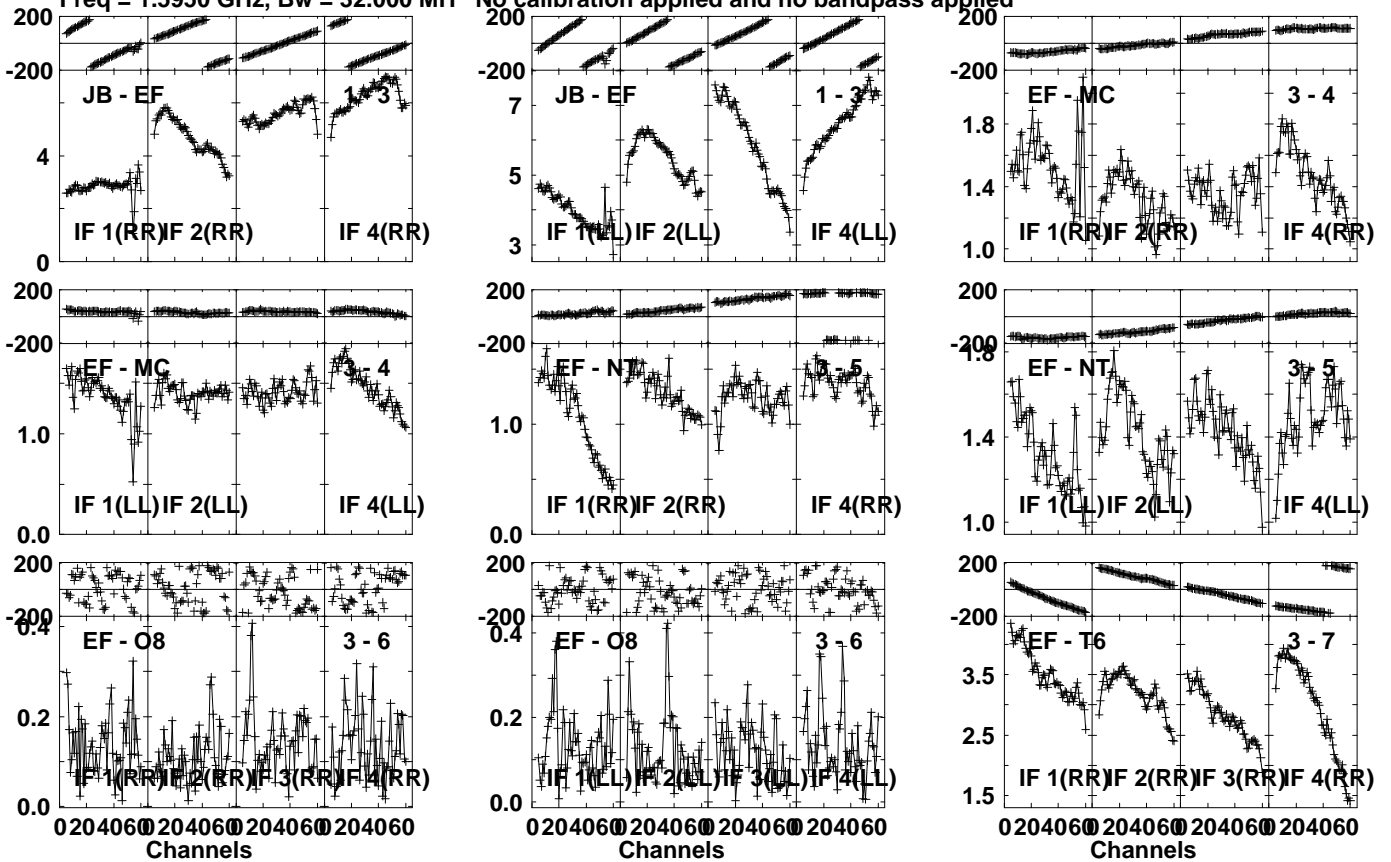 Freq = 1.5950 GHz, Bw = 32.000 MH No calibration applied and no bandpass applied
200
-200
JB - EF 1 - 3
4
0
IF 1(RR) IF 2(RR) IF 4(RR)
200
-200
JB - EF 1 - 3
7
5
3
IF 1(LL) IF 2(LL) IF 4(LL)
200
-200
EF - MC 3 - 4
1.8
1.4
1.0
IF 1(RR) IF 2(RR) IF 4(RR)
200
-200
EF - MC 3 - 4
1.0
0.0
IF 1(LL) IF 2(LL) IF 4(LL)
200
-200
EF - NT 3 - 5
1.0
0.0
IF 1(RR) IF 2(RR) IF 4(RR)
200
-200
1.8
EF - NT 3 - 5
1.4
1.0
IF 1(LL) IF 2(LL) IF 4(LL)
200
-200
0.4
EF - O8 3 - 6
0.2
0.0
IF 1(RR) IF 2(RR) IF 3(RR) IF 4(RR)
0 20 40 60 0 20 40 60 0 20 40 60 0 20 40 60
Channels
200
-200
0.4
EF - O8 3 - 6
0.2
0.0
IF 1(LL) IF 2(LL) IF 3(LL) IF 4(LL)
0 20 40 60 0 20 40 60 0 20 40 60 0 20 40 60
Channels
200
-200
EF - T6 3 - 7
3.5
2.5
1.5
IF 1(RR) IF 2(RR) IF 3(RR) IF 4(RR)
0 20 40 60 0 20 40 60 0 20 40 60 0 20 40 60
Channels